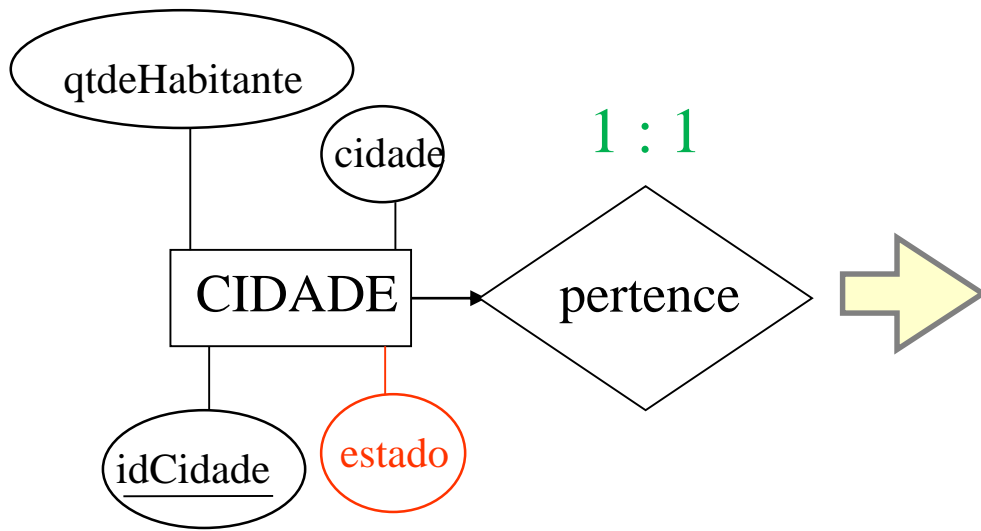 qtdeHabitante
cidade
1 : 1
CIDADE
pertence
idCidade
estado